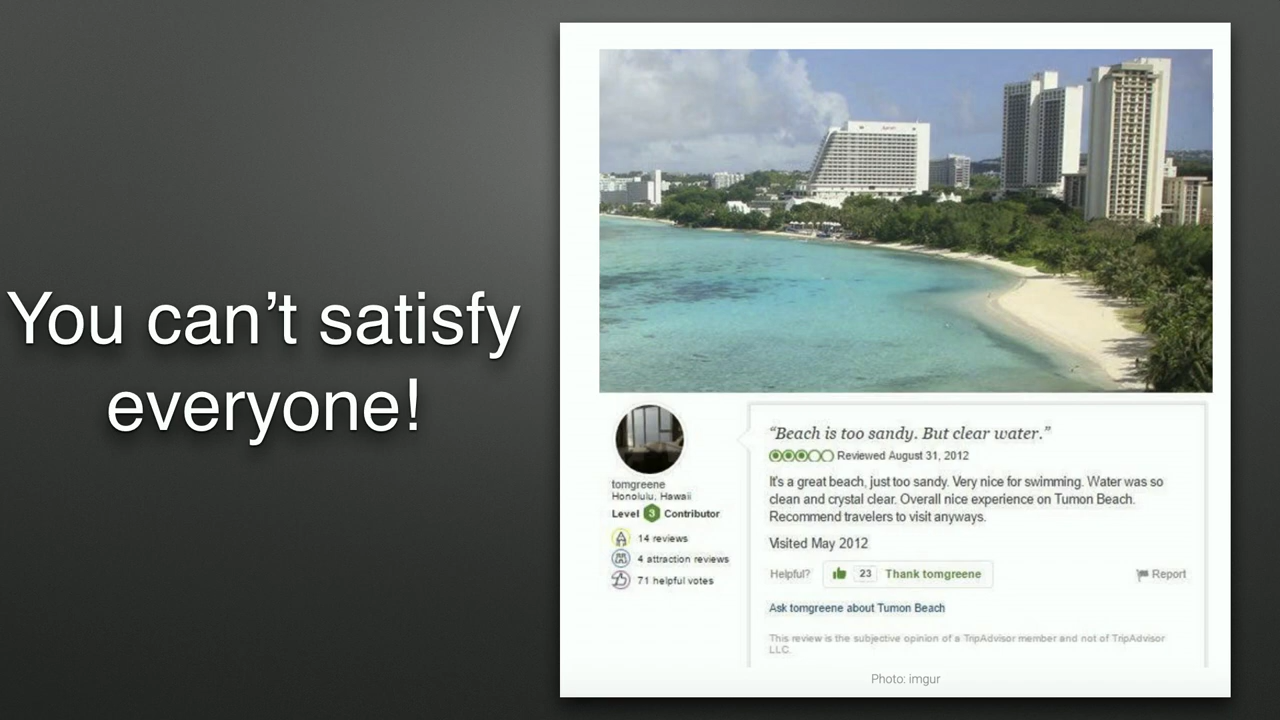 You can’t satisfy
everyone!
“Beach is too sandy. But clear water.”
Reviewed August 31, 2012
It's a great beach, just too sandy. Very nice for swimming. Water was so
clean and crystal clear. Overall nice experience on Tumon Beach.
Recommend travelers to visit anyways.
Visited May 2012
Helpful? 23 Thank tomgreene Report
Ask tomgreene about Tumon Beach
This review is the subjective opinion of a TripAdvisor member and not of TripAdvisor
LLC.
tomgreene
Honolulu, Hawaii
Level 3 Contributor
14 reviews
4 attraction reviews
71 helpful votes
Photo: imgur